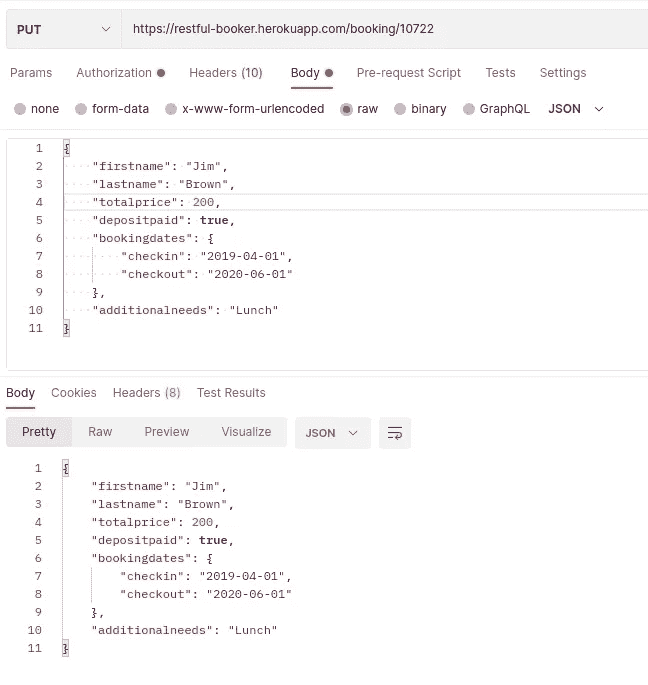 PUT https://restful-booker.herokuapp.com/booking/10722
Params Authorization Headers (10) Body Pre-request Script Tests Settings
none form-data x-www-form-urlencoded raw binary GraphQL JSON
1 {
2 "firstname": "Jim",
3 "lastname": "Brown",
4 "totalprice": 200,
5 "depositpaid": true,
6 "bookingdates": {
7 "checkin": "2019-04-01",
8 "checkout": "2020-06-01"
9 },
10 "additionalneeds": "Lunch"
11 }
Body Cookies Headers (8) Test Results
Pretty Raw Preview Visualize JSON
1 {
2 "firstname": "Jim",
3 "lastname": "Brown",
4 "totalprice": 200,
5 "depositpaid": true,
6 "bookingdates": {
7 "checkin": "2019-04-01",
8 "checkout": "2020-06-01"
9 },
10 "additionalneeds": "Lunch"
11 }